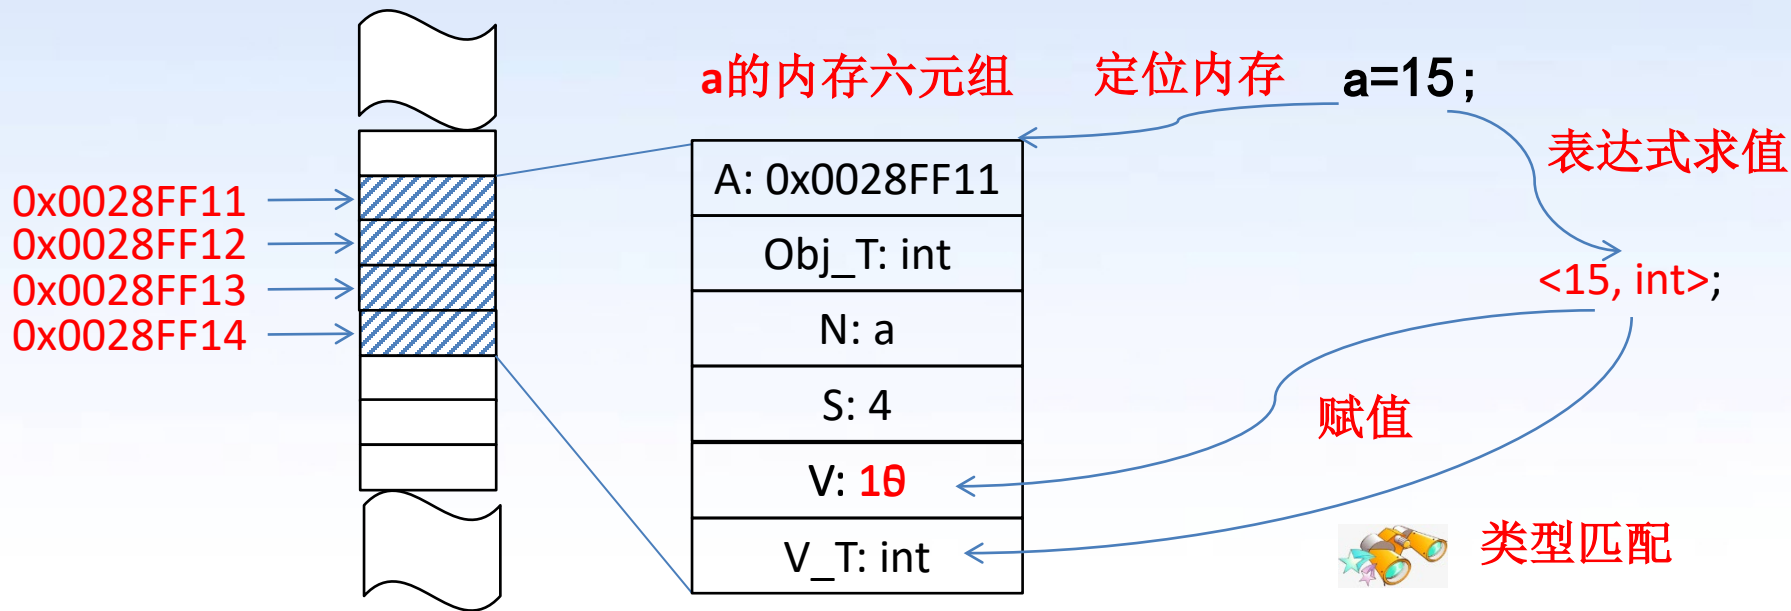 a的内存六元组
定位内存
a=15;
表达式求值
0x0028FF11
0x0028FF12
0x0028FF13
0x0028FF14
A: 0x0028FF11
Obj_T: int
N: a
S: 4
V:
V_T: int
<15, int>;
赋值
类型匹配